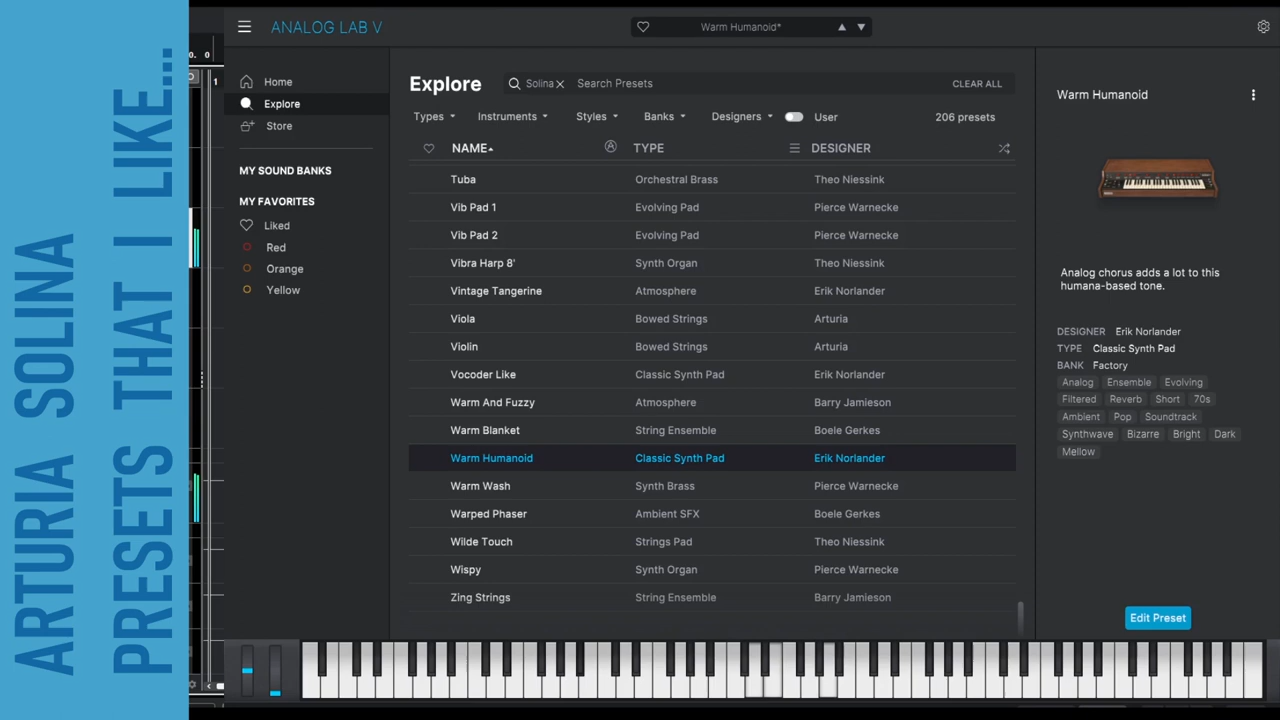 ARTURIA SOLINA
PRESETS THAT I LIKE...
0. 0
1
ANALOG LAB V
Warm Humanoid*
Home
Explore
Store
MY SOUND BANKS
MY FAVORITES
Liked
Red
Orange
Yellow
Explore
Solina
Search Presets
CLEAR ALL
Types Instruments Styles Banks Designers User 206 presets
NAME TYPE DESIGNER
Tuba Orchestral Brass Theo Niessink
Vib Pad 1 Evolving Pad Pierce Warnecke
Vib Pad 2 Evolving Pad Pierce Warnecke
Vibra Harp 8' Synth Organ Theo Niessink
Vintage Tangerine Atmosphere Erik Norlander
Viola Bowed Strings Arturia
Violin Bowed Strings Arturia
Vocoder Like Classic Synth Pad Erik Norlander
Warm And Fuzzy Atmosphere Barry Jamieson
Warm Blanket String Ensemble Boele Gerkes
Warm Humanoid Classic Synth Pad Erik Norlander
Warm Wash Synth Brass Pierce Warnecke
Warped Phaser Ambient SFX Boele Gerkes
Wilde Touch Strings Pad Theo Niessink
Wispy Synth Organ Pierce Warnecke
Zing Strings String Ensemble Barry Jamieson
Warm Humanoid
Analog chorus adds a lot to this
humana-based tone.
DESIGNER Erik Norlander
TYPE Classic Synth Pad
BANK Factory
Analog Ensemble Evolving
Filtered Reverb Short 70s
Ambient Pop Soundtrack
Synthwave Bizarre Bright Dark
Mellow
Edit Preset